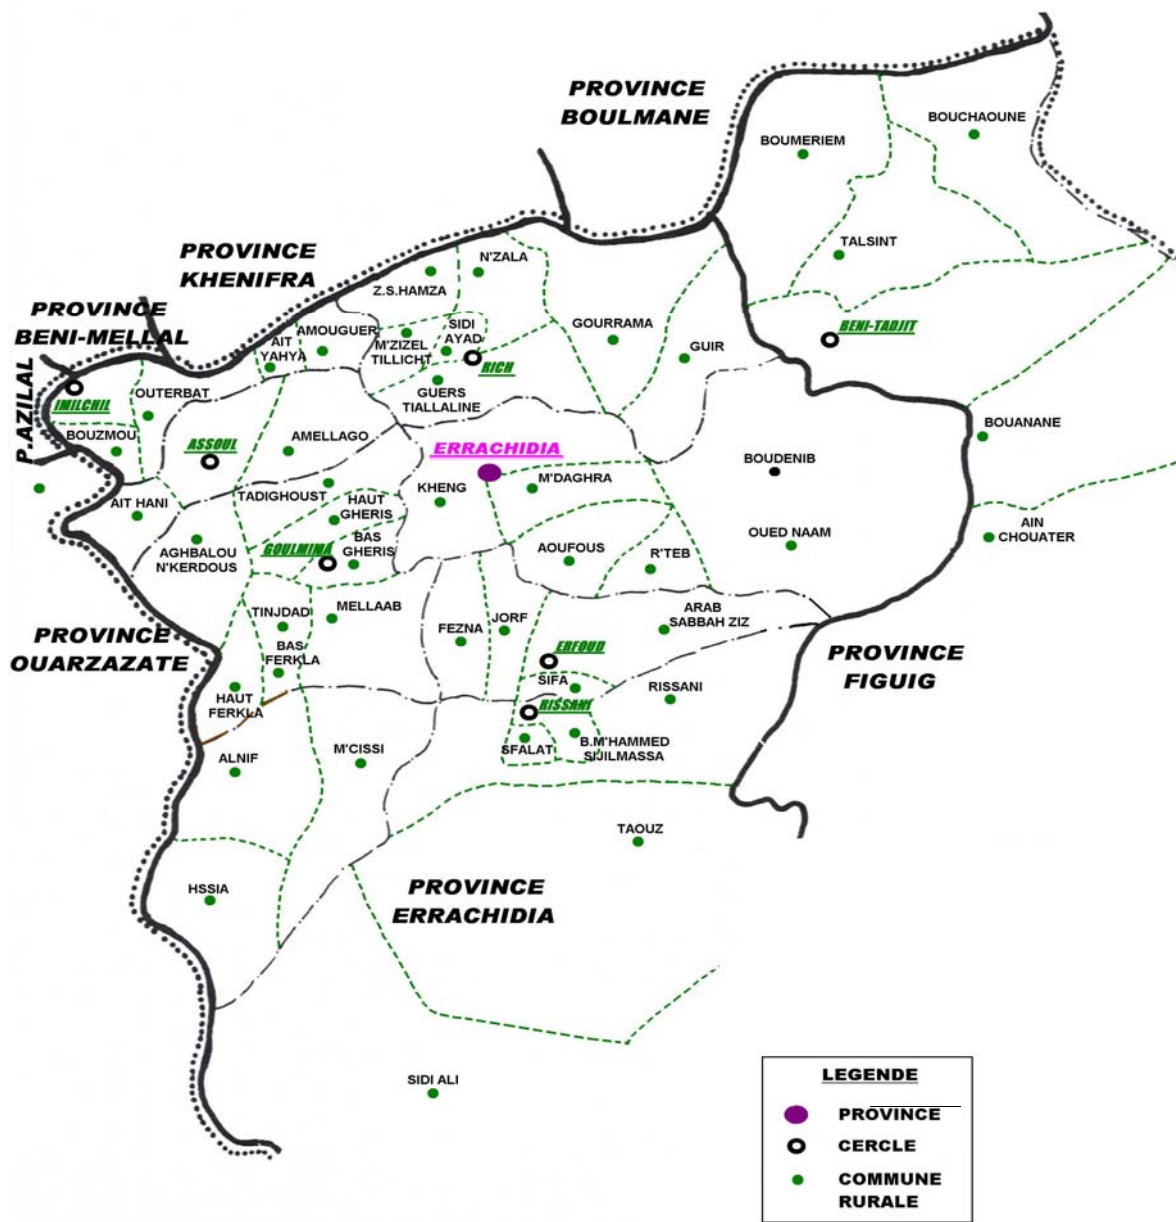 PROVINCE
BOULMANE
BOUCHAOUNE
BOUMERIEM
TALSINT
PROVINCE
KHENIFRA
N'ZALA
Z.S.HAMZA
PROVINCE
BENI-MELLAL
AMOUGUER
AIT
YAHYA
M'ZIZEL
TILLICHT
SIDI
AYAD
RICH
GOURRAMA
GUIR
BENI-TADJIT
P.AZILAL
IMILCHIL
OUTERBAT
GUERS
TIALLALINE
BOUZMOU
ASSOUL
AMELLAGO
ERRACHIDIA
BOUANANE
BOUDENIB
AIT HANI
TADIGHOUST
HAUT
GHERIS
KHENG
M'DAGHRA
AIN
CHOUATER
OUED NAAM
AGHBALOU
N'KERDOUS
GOULMIMA
BAS
GHERIS
AOUFOUS
R'TEB
PROVINCE
OUARZAZATE
TINJDAD
MELLAAB
BAS
FERKLA
FEZNA
JORF
ARAB
SABBAH ZIZ
ERFOUD
PROVINCE
FIGUIG
HAUT
FERKLA
SIFA
RISSANI
RISSANI
ALNIF
M'CISSI
SFALAT
B.M'HAMMED
SIJILMASSA
TAOUZ
HSSIA
PROVINCE
ERRACHIDIA
SIDI ALI
LEGENDE
PROVINCE
CERCLE
COMMUNE
RURALE